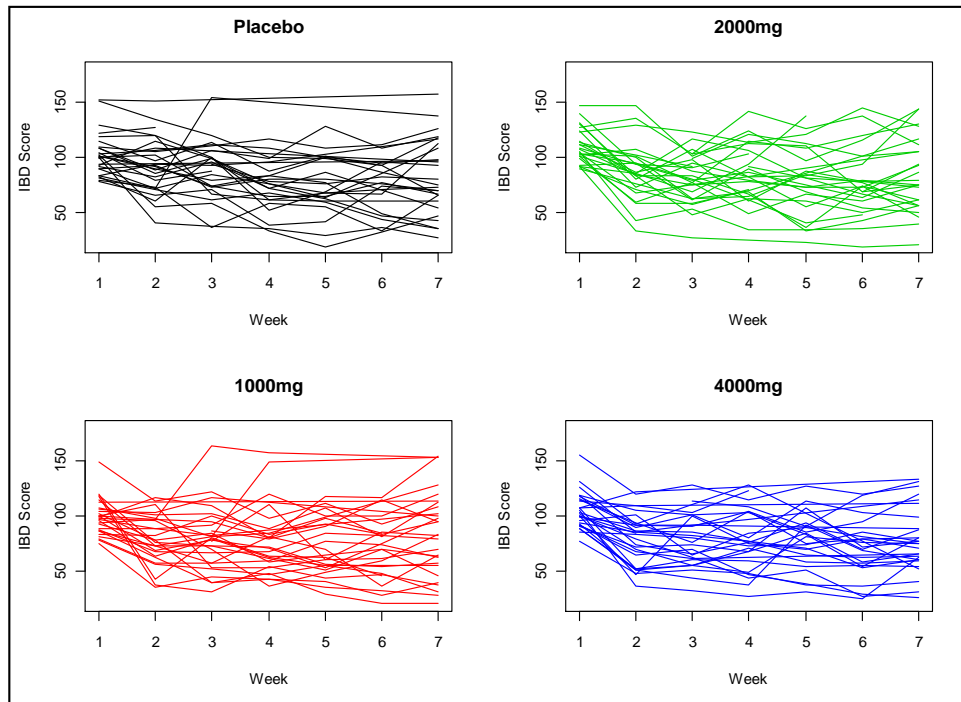 Placebo
IBD Score
150
100
50
1 2 3 4 5 6 7
Week
2000mg
IBD Score
150
100
50
1 2 3 4 5 6 7
Week
1000mg
IBD Score
150
100
50
1 2 3 4 5 6 7
Week
4000mg
IBD Score
150
100
50
1 2 3 4 5 6 7
Week